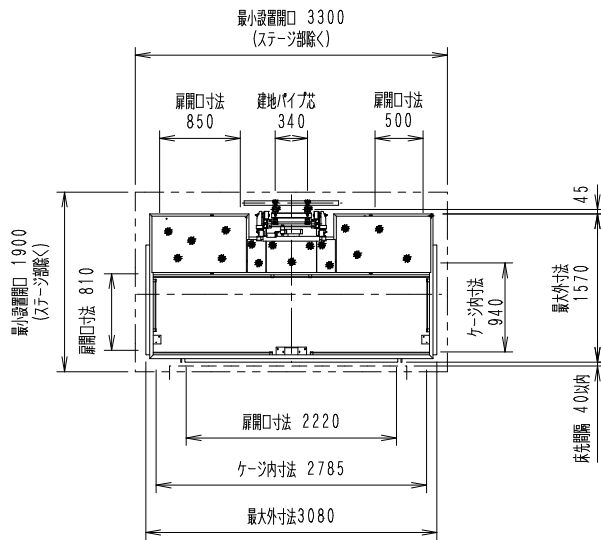 最小設置開口 3300
(ステージ部除く)
扉開口寸法
850
建地パイプ芯
340
扉開口寸法
500
45
最小設置開口 1900
(ステージ部除く)
扉開口寸法 810
ケージ内寸法
940
最大外寸法
1570
床先間隔 40以内
扉開口寸法 2220
ケージ内寸法 2785
最大外寸法3080